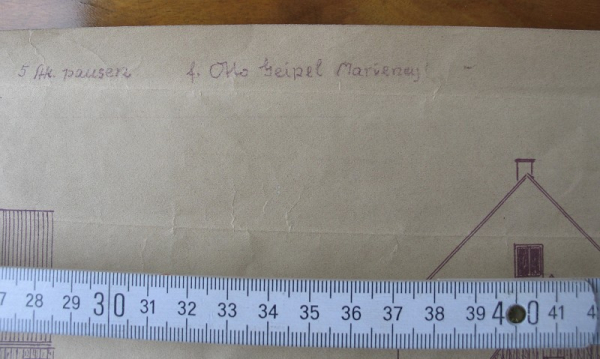 5 Ak. pausen f. Otto Geipel Marieney
27 28 29 30 31 32 33 34 35 36 37 38 39 40 41 4